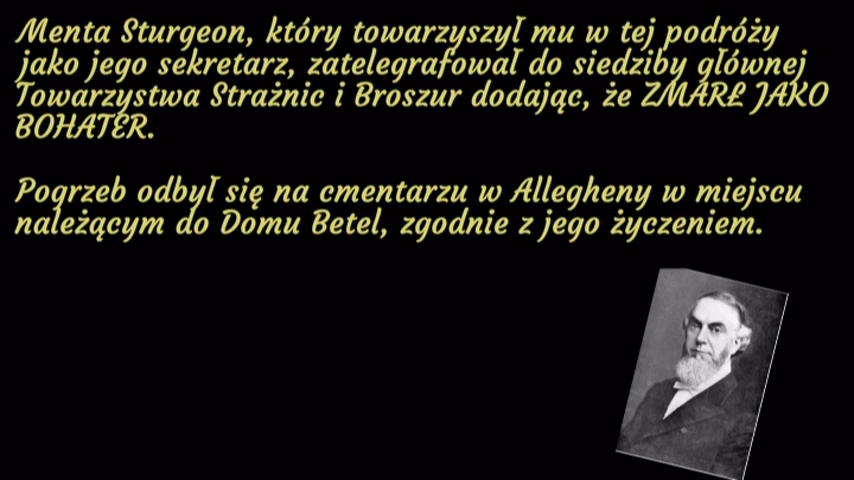 Menta Sturgeon, który towarzyszył mu w tej podróży
jako jego sekretarz, zatelegrafował do siedziby głównej
Towarzystwa Strażnic i Broszur dodając, że ZMARŁ JAKO
BOHATER.
Pogrzeb odbył się na cmentarzu w Allegheny w miejscu
należącym do Domu Betel, zgodnie z jego życzeniem.